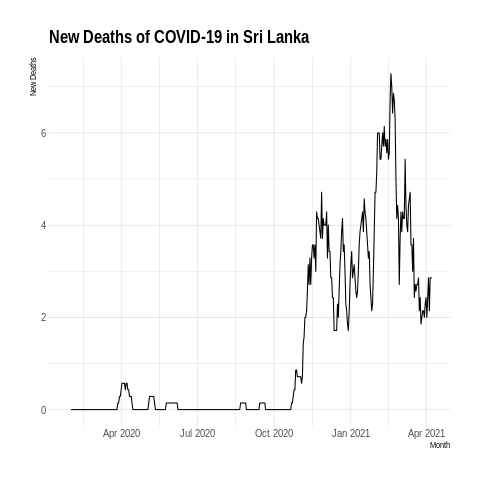 New Deaths of COVID-19 in Sri Lanka
New Deaths
6
4
2
0
Apr 2020 Jul 2020 Oct 2020 Jan 2021 Apr 2021
Month